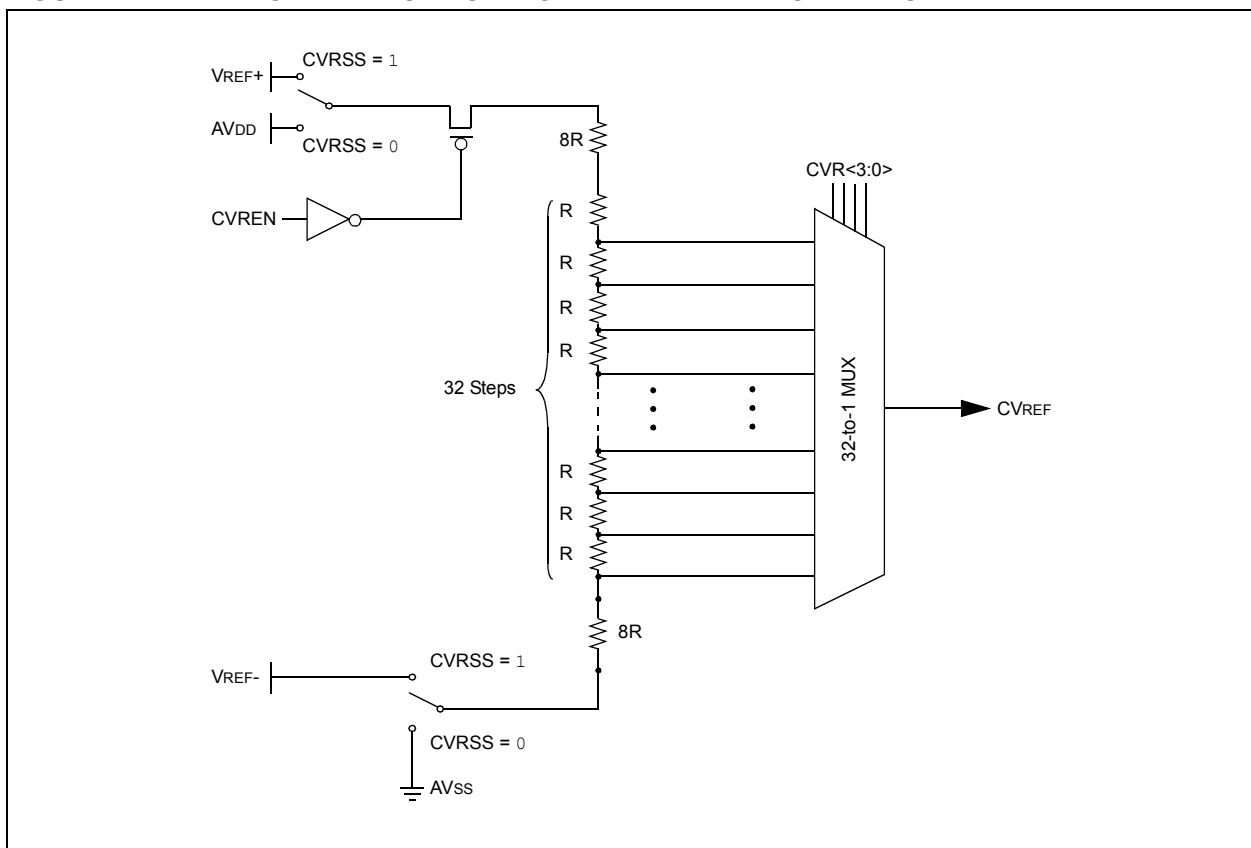 CVRSS = 1
VREF+
AVDD
CVRSS = 0
8R
CVR<3:0>
CVREN
R
R
R
R
32 Steps
32-to-1 MUX
CVREF
R
R
R
8R
CVRSS = 1
VREF-
CVRSS = 0
AVSS